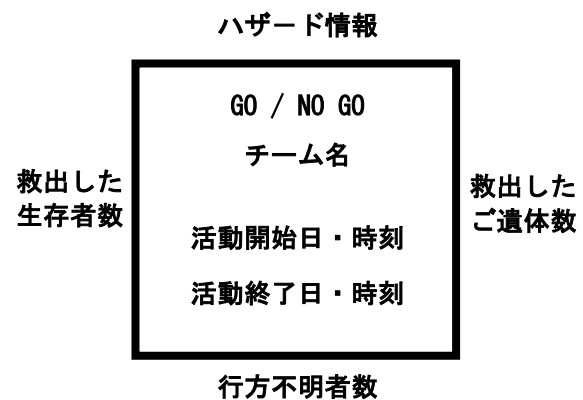 ハザード情報
GO / NO GO
チーム名
救出した
生存者数
救出した
ご遺体数
活動開始日・時刻
活動終了日・時刻
行方不明者数